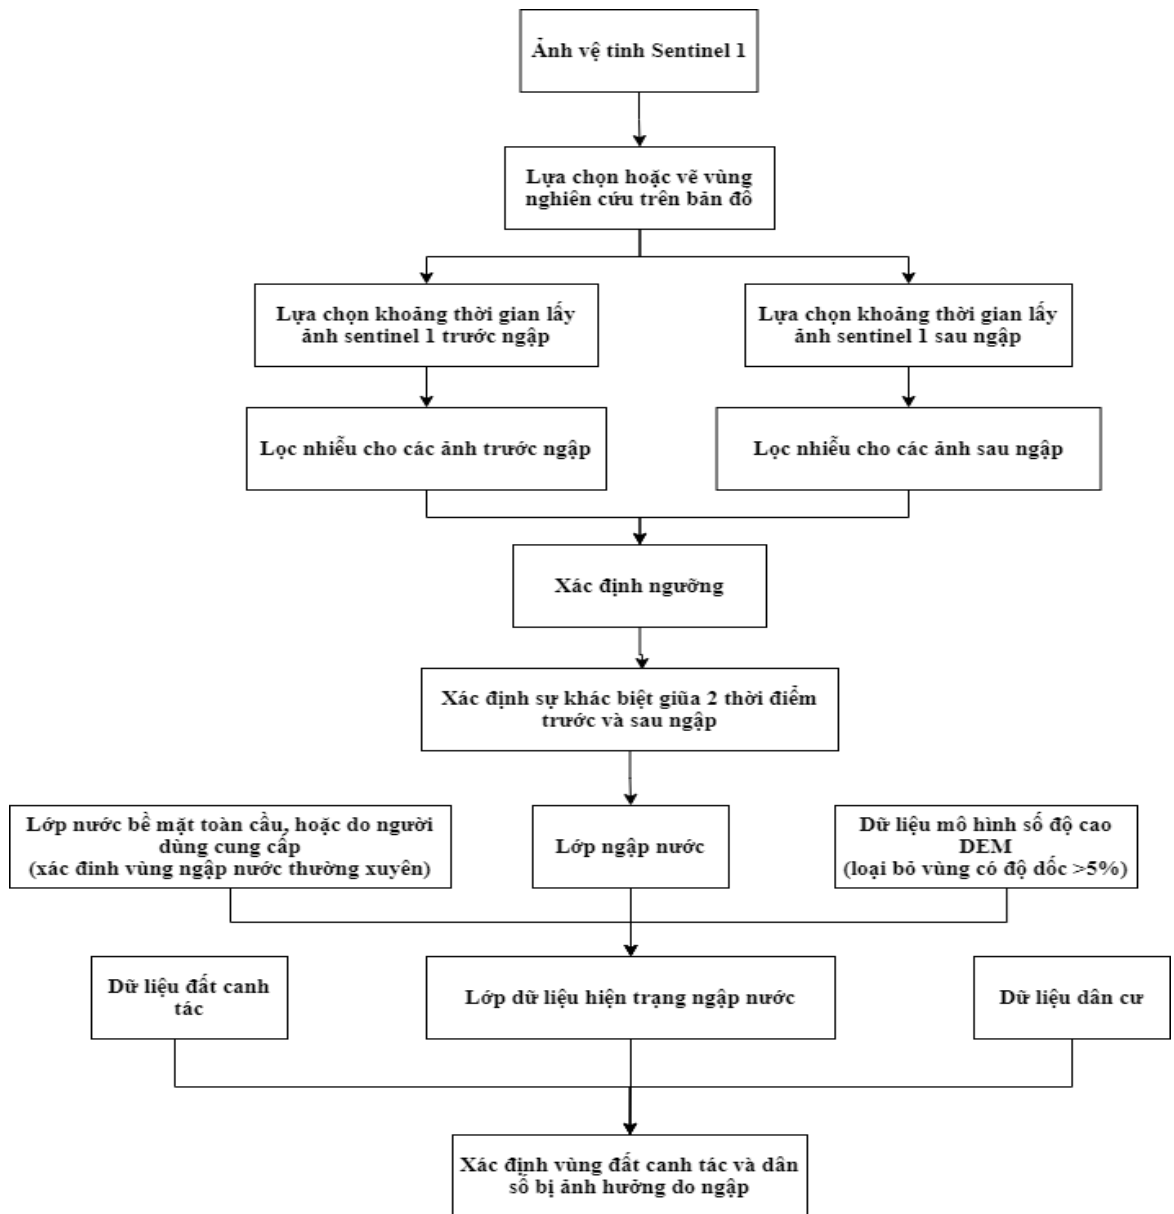 Ảnh vệ tinh Sentinel 1
Lựa chọn hoặc vẽ vùng
nghiên cứu trên bản đồ
Lựa chọn khoảng thời gian lấy
ảnh sentinel 1 trước ngập
Lựa chọn khoảng thời gian lấy
ảnh sentinel 1 sau ngập
Lọc nhiễu cho các ảnh trước ngập
Lọc nhiễu cho các ảnh sau ngập
Xác định ngưỡng
Xác định sự khác biệt giũa 2 thời điểm
trước và sau ngập
Lớp nước bề mặt toàn cầu, hoặc do người
dùng cung cấp
(xác đinh vùng ngập nước thường xuyên)
Lớp ngập nước
Dữ liệu mô hình số độ cao
DEM
(loại bỏ vùng có độ dốc >5%)
Dữ liệu đất canh
tác
Lớp dữ liệu hiện trạng ngập nước
Dữ liệu dân cư
Xác định vùng đất canh tác và dân
số bị ảnh hưởng do ngập